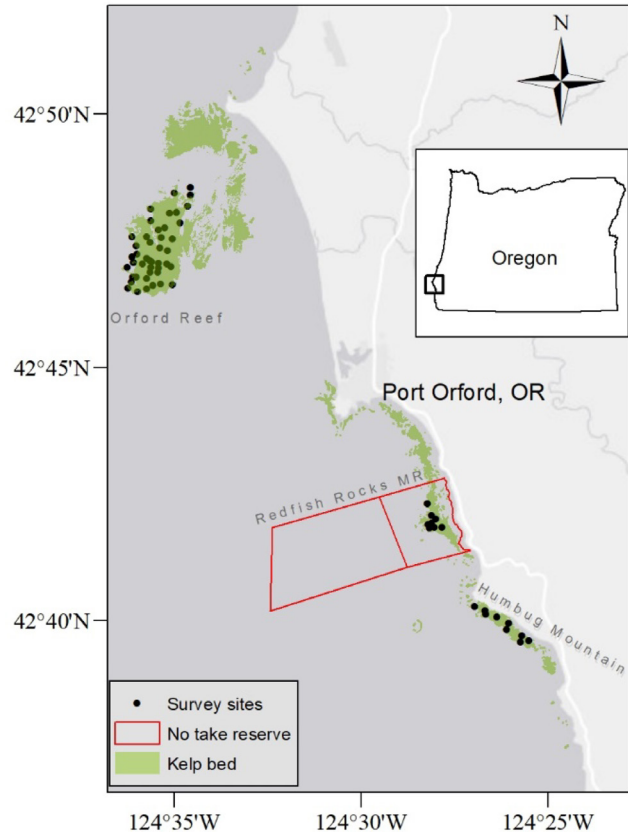 N
42°50'N
Oregon
Orford Reef
42°45'N
Port Orford, OR
Redfish Rocks MR
42°40'N
Humbug Mountain
Survey sites
No take reserve
Kelp bed
124°35'W
124°30'W
124°25'W